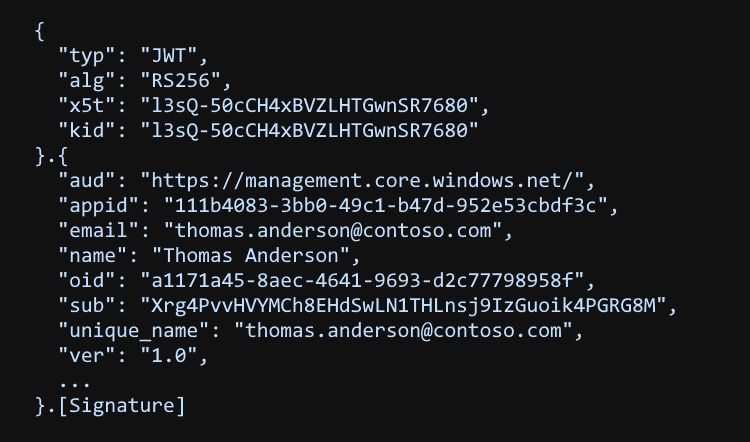 {
  "typ": "JWT",
  "alg": "RS256",
  "x5t": "l3sQ-50cCH4xBVZLHTGwnSR7680",
  "kid": "l3sQ-50cCH4xBVZLHTGwnSR7680"
}.{
  "aud": "https://management.core.windows.net/",
  "appid": "111b4083-3bb0-49c1-b47d-952e53cbdf3c",
  "email": "thomas.anderson@contoso.com",
  "name": "Thomas Anderson",
  "oid": "a1171a45-8aec-4641-9693-d2c77798958f",
  "sub": "Xrg4PvvHVYMCh8EHdSwLN1THLnsj9IzGuoik4PGRG8M",
  "unique_name": "thomas.anderson@contoso.com",
  "ver": "1.0",
  ...
}.[Signature]